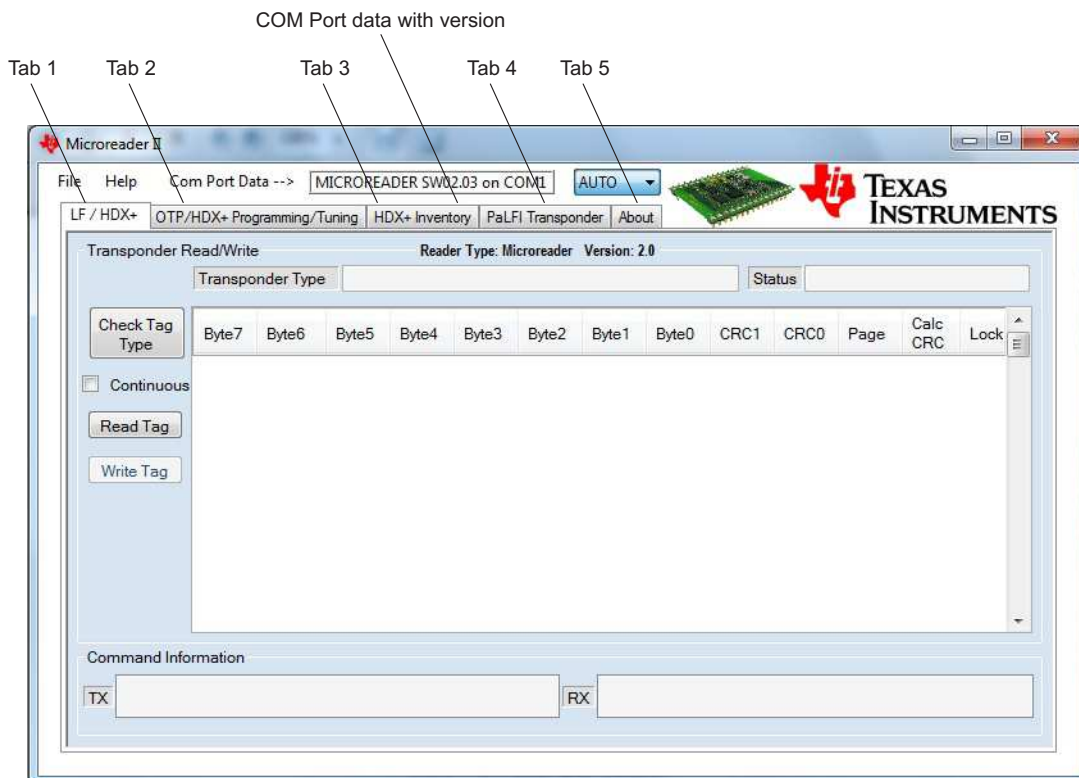 COM Port data with version
Tab 1 Tab 2 Tab 3 Tab 4 Tab 5
Microreader II
File Help Com Port Data --> MICROREADER SW02.03 on COM1 AUTO
TEXAS
INSTRUMENTS
LF / HDX+ OTP/HDX+ Programming/Tuning HDX+ Inventory PaLFI Transponder About
Transponder Read/Write Reader Type: Microreader Version: 2.0
Transponder Type Status
Check Tag
Type
Byte7 Byte6 Byte5 Byte4 Byte3 Byte2 Byte1 Byte0 CRC1 CRC0 Page Calc
CRC Lock
Continuous
Read Tag
Write Tag
Command Information
TX RX